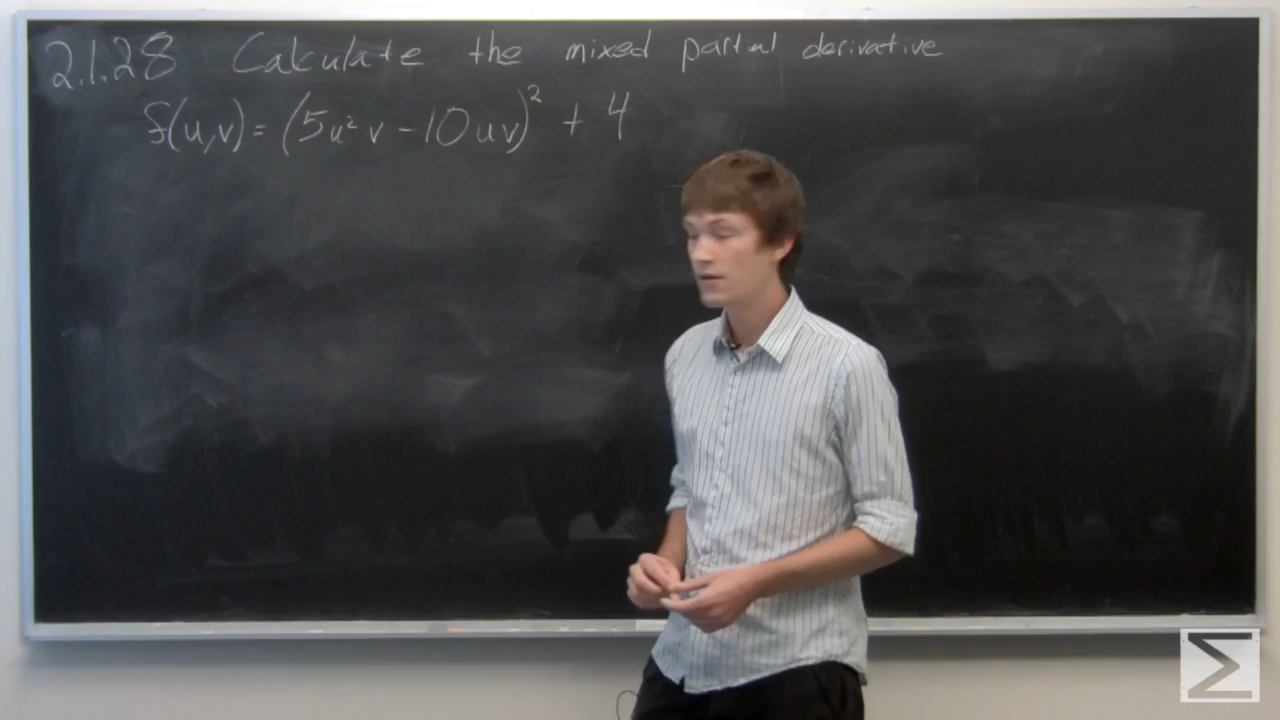 2.1.28 Calculate the mixed partial derivative
f(u,v) = (5u²v - 10uv)² + 4
Σ